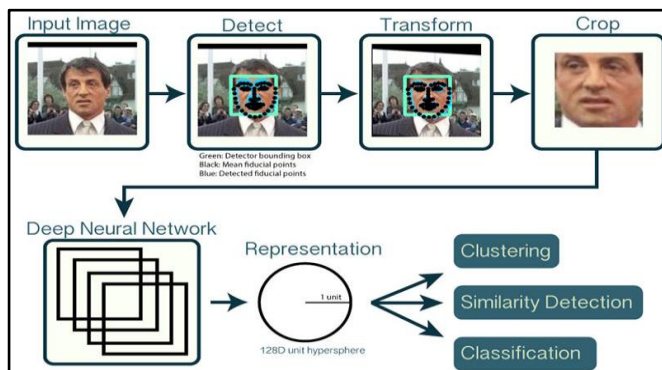 Input Image
Detect
Transform
Crop
Green: Detector bounding box
Black: Mean fiducial points
Blue: Detected fiducial points
Deep Neural Network
Representation
1 unit
128D unit hypersphere
Clustering
Similarity Detection
Classification